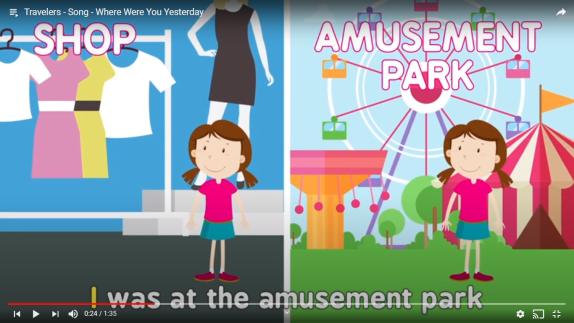 Travelers - Song - Where Were You Yesterday
SHOP
AMUSEMENT
PARK
I was at the amusement park
0:24 / 1:35